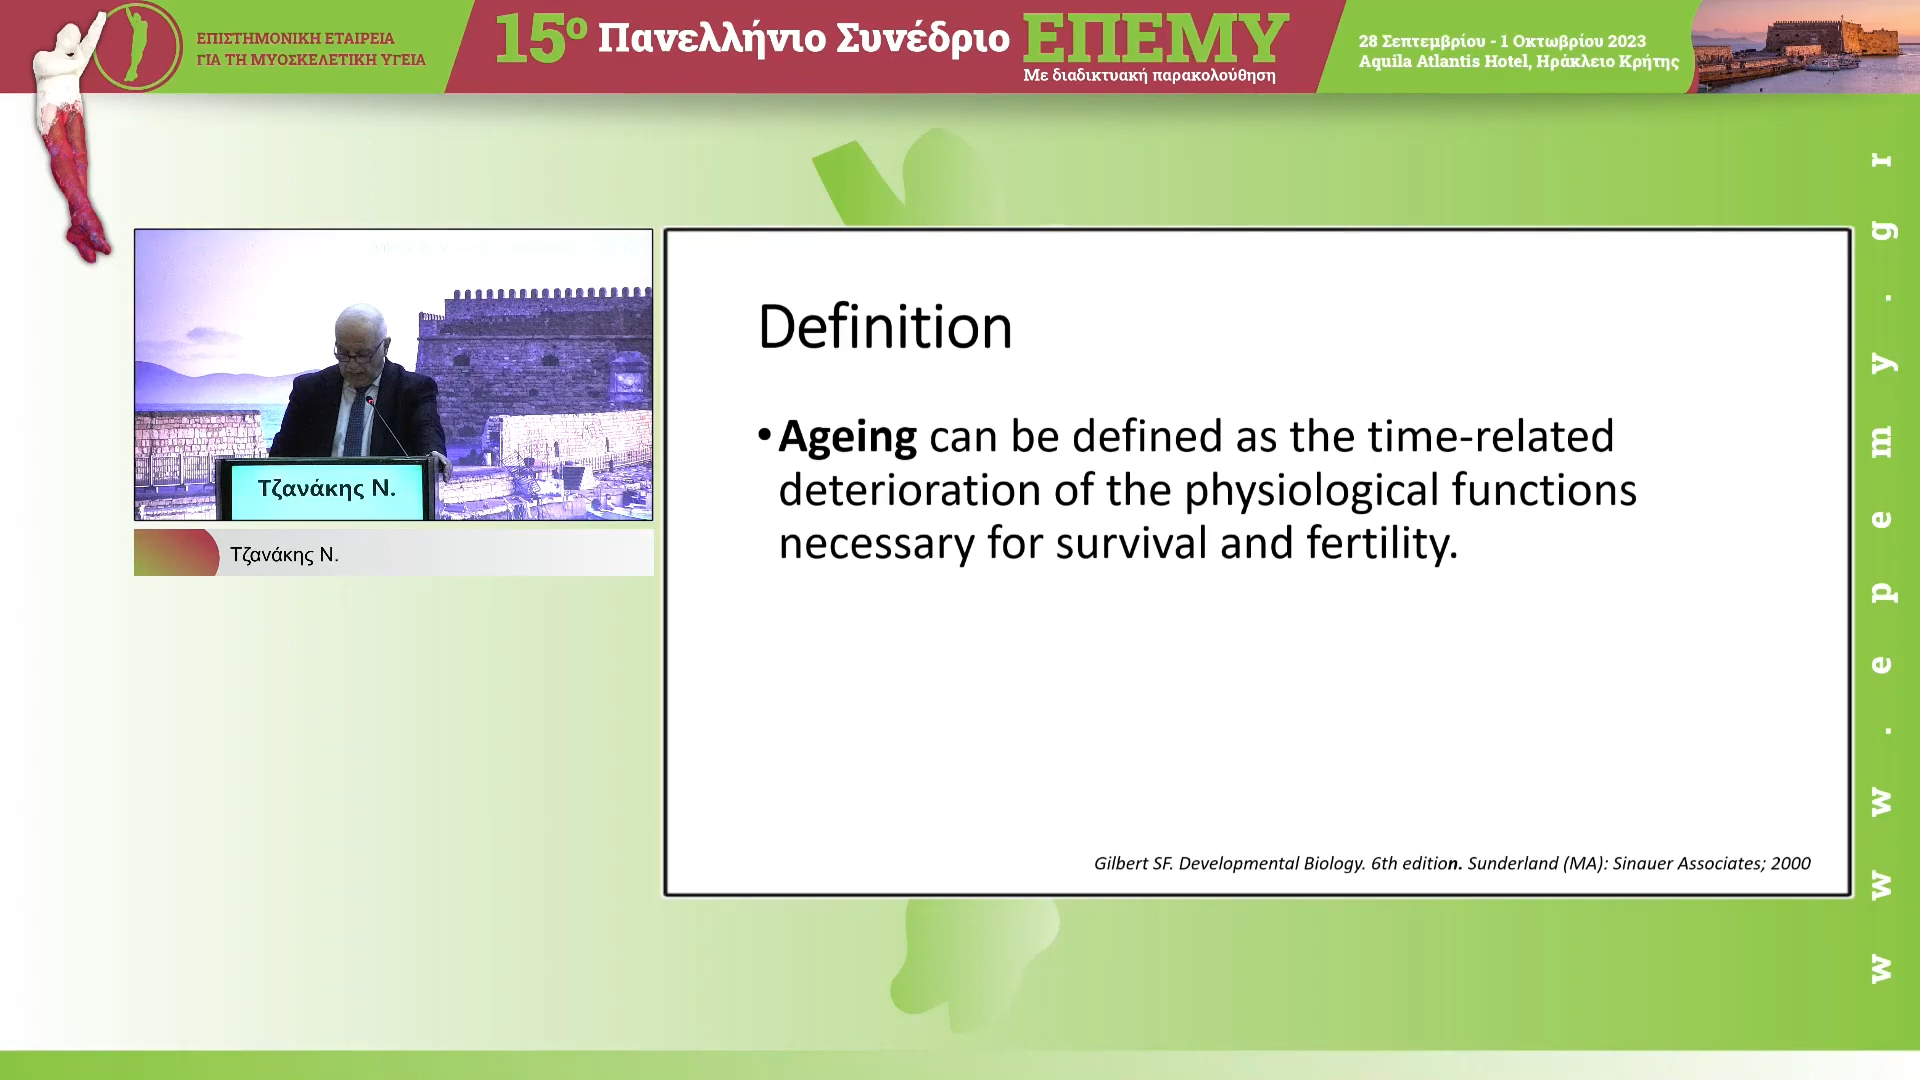 ΕΠΙΣΤΗΜΟΝΙΚΗ ΕΤΑΙΡΕΙΑ
ΓΙΑ ΤΗ ΜΥΟΣΚΕΛΕΤΙΚΗ ΥΓΕΙΑ
15ο Πανελλήνιο Συνέδριο ΕΠΕΜΥ
Με διαδικτυακή παρακολούθηση
28 Σεπτεμβρίου - 1 Οκτωβρίου 2023
Aquila Atlantis Hotel, Ηράκλειο Κρήτης
Τζανάκης Ν.
Τζανάκης Ν.
Definition
• Ageing can be defined as the time-related
deterioration of the physiological functions
necessary for survival and fertility.
Gilbert SF. Developmental Biology. 6th edition. Sunderland (MA): Sinauer Associates; 2000
www.epemy.gr